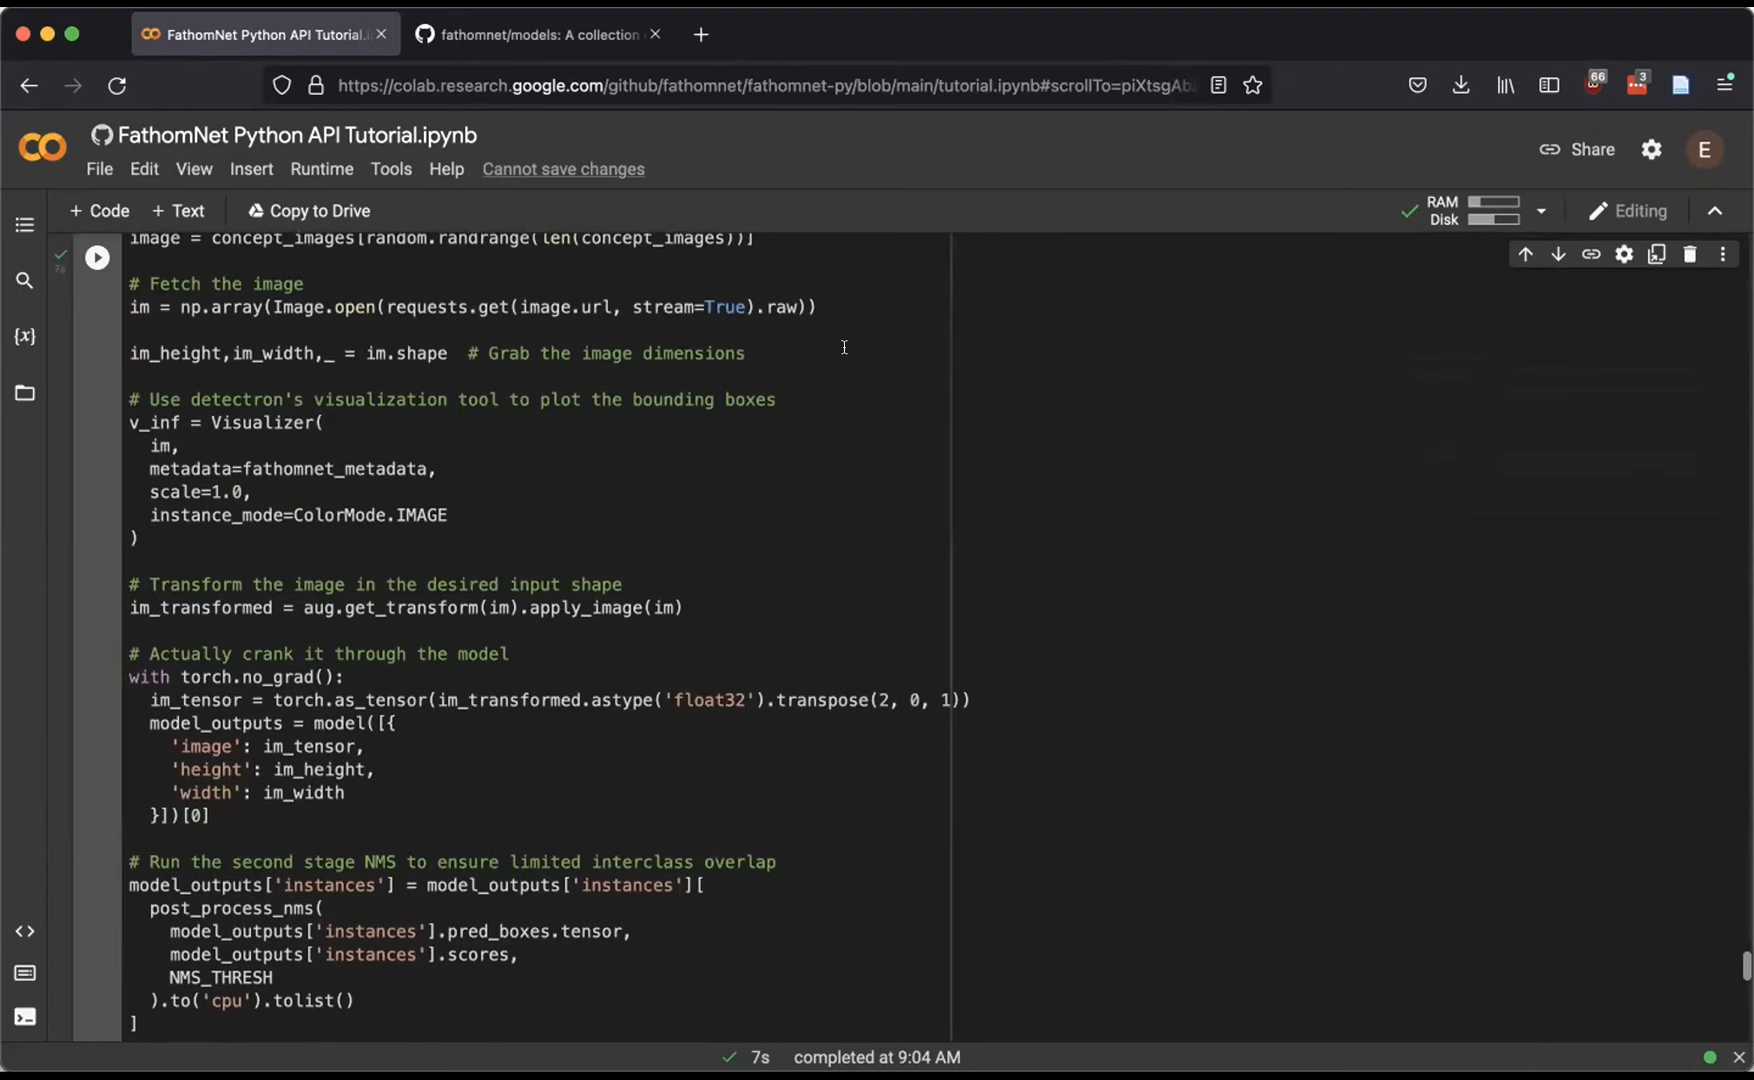 FathomNet Python API Tutorial.i
fathomnet/models: A collection
https://colab.research.google.com/github/fathomnet/fathomnet-py/blob/main/tutorial.ipynb#scrollTo=piXtsgAb
66
3
FathomNet Python API Tutorial.ipynb
Share
E
File Edit View Insert Runtime Tools Help Cannot save changes
+ Code + Text Copy to Drive
RAM
Disk
Editing
image = concept_images[random.randrange(len(concept_images))]
7s
# Fetch the image
im = np.array(Image.open(requests.get(image.url, stream=True).raw))
im_height,im_width,_ = im.shape # Grab the image dimensions
# Use detectron's visualization tool to plot the bounding boxes
v_inf = Visualizer(
im,
metadata=fathomnet_metadata,
scale=1.0,
instance_mode=ColorMode.IMAGE
)
# Transform the image in the desired input shape
im_transformed = aug.get_transform(im).apply_image(im)
# Actually crank it through the model
with torch.no_grad():
im_tensor = torch.as_tensor(im_transformed.astype('float32').transpose(2, 0, 1))
model_outputs = model([{
'image': im_tensor,
'height': im_height,
'width': im_width
}])[0]
# Run the second stage NMS to ensure limited interclass overlap
model_outputs['instances'] = model_outputs['instances'][
post_process_nms(
model_outputs['instances'].pred_boxes.tensor,
model_outputs['instances'].scores,
NMS_THRESH
).to('cpu').tolist()
]
7s completed at 9:04 AM